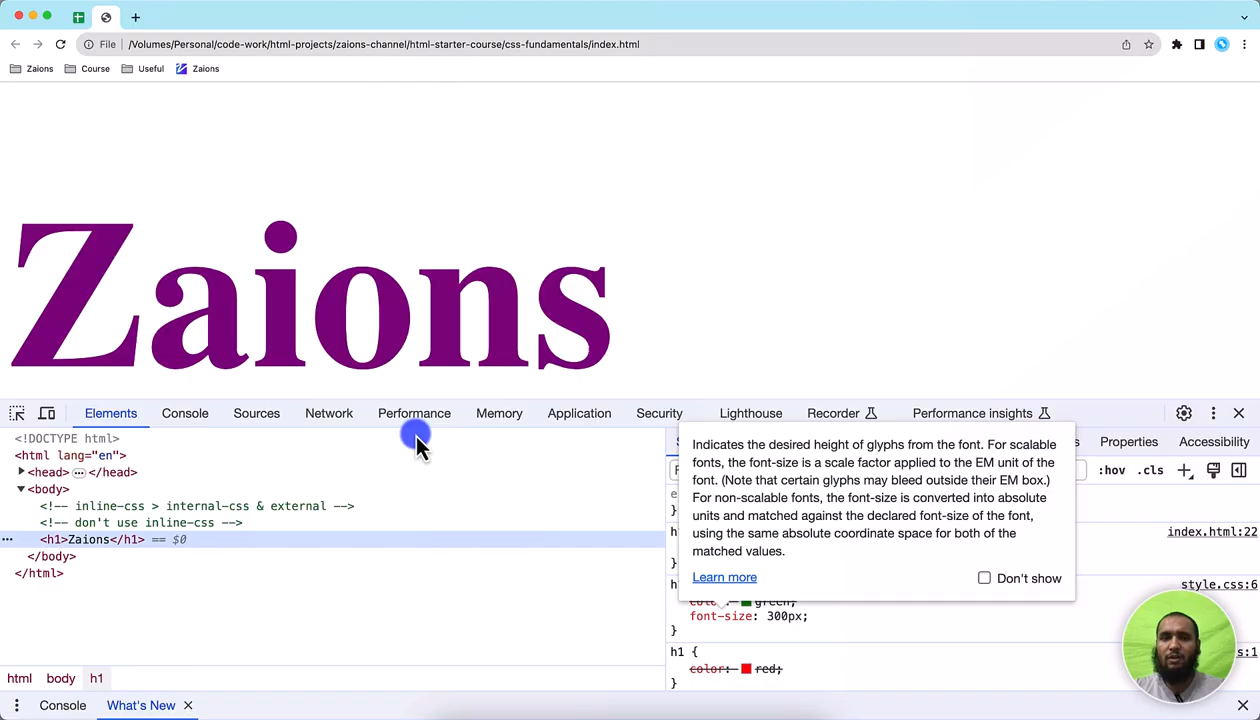 File /Volumes/Personal/code-work/html-projects/zaions-channel/html-starter-course/css-fundamentals/index.html
Zaions Course Useful Zaions
Zaions
Elements Console Sources Network Performance Memory Application Security Lighthouse Recorder Performance insights
<!DOCTYPE html>
<html lang="en">
<head> </head>
<body>
<!-- inline-css > internal-css & external -->
<!-- don't use inline-css -->
<h1>Zaions</h1> == $0
</body>
</html>
html body h1
Properties Accessibility
:hov .cls
Indicates the desired height of glyphs from the font. For scalable
fonts, the font-size is a scale factor applied to the EM unit of the
font. (Note that certain glyphs may bleed outside their EM box.)
For non-scalable fonts, the font-size is converted into absolute
units and matched against the declared font-size of the font,
using the same absolute coordinate space for both of the
matched values.
Learn more Don't show
}
index.html:22
}
style.css:6
color: green;
font-size: 300px;
}
h1 { s:1
color: red;
}
Console What's New